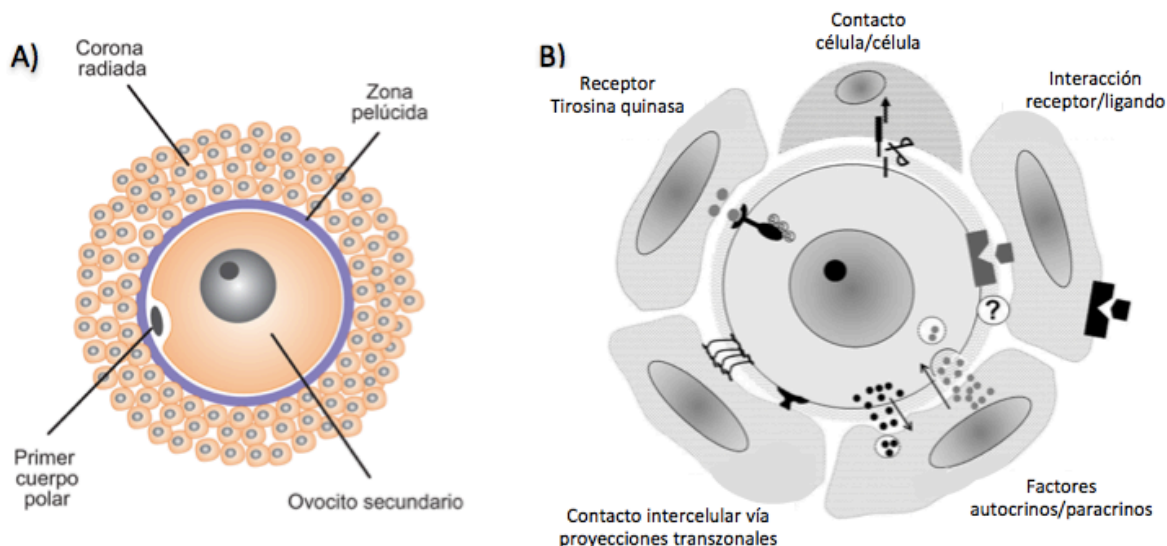 A)
Corona
radiada
Zona
pelúcida
Primer
cuerpo
polar
Ovocito secundario
B)
Contacto
célula/célula
Receptor
Tirosina quinasa
Interacción
receptor/ligando
?
Contacto intercelular vía
proyecciones transzonales
Factores
autocrinos/paracrinos